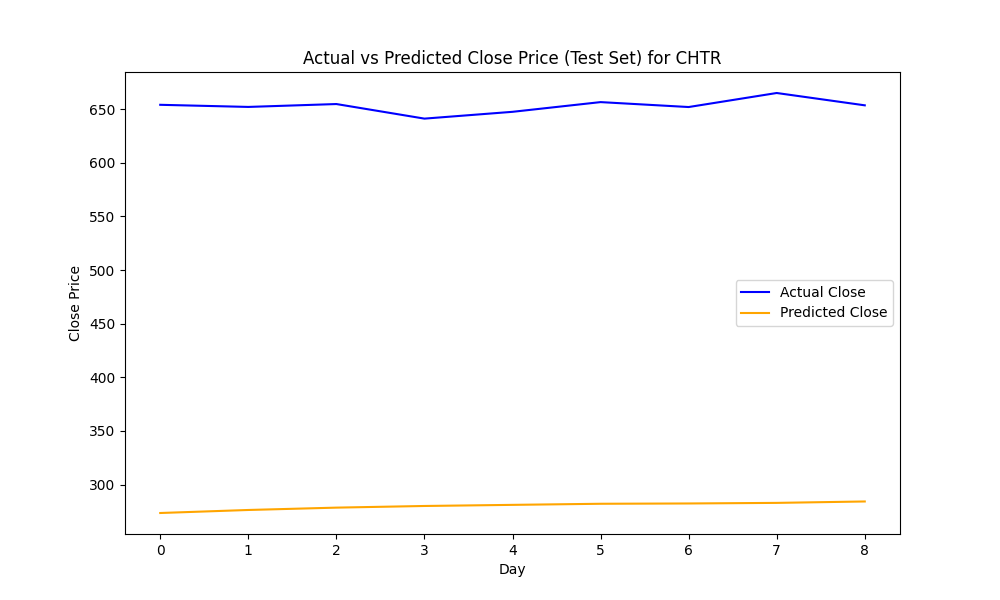 Actual vs Predicted Close Price (Test Set) for CHTR
650
600
550
500
450
400
350
300
Close Price
Actual Close
Predicted Close
0 1 2 3 4 5 6 7 8
Day